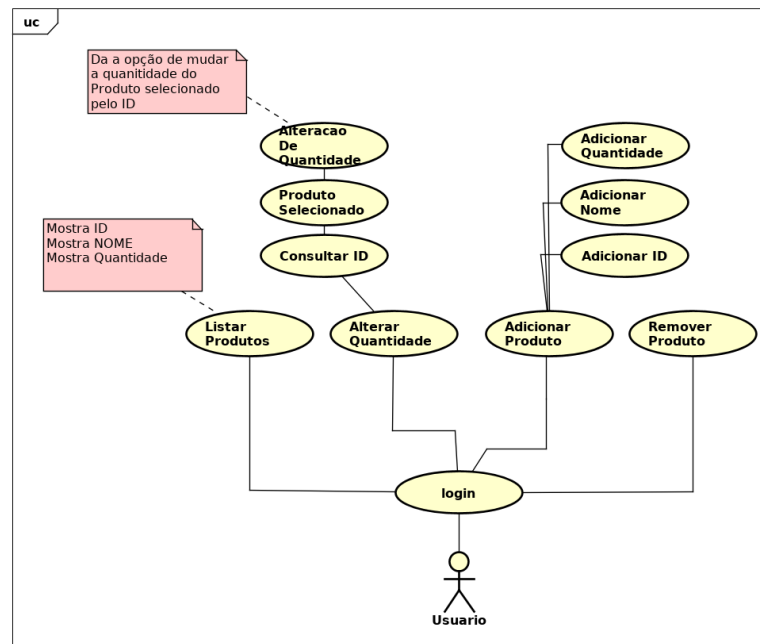 uc
Da a opção de mudar
a quanitidade do
Produto selecionado
pelo ID
Alteracao
De
Quantidade
Adicionar
Quantidade
Produto
Selecionado
Adicionar
Nome
Mostra ID
Mostra NOME
Mostra Quantidade
Consultar ID
Adicionar ID
Listar
Produtos
Alterar
Quantidade
Adicionar
Produto
Remover
Produto
login
Usuario